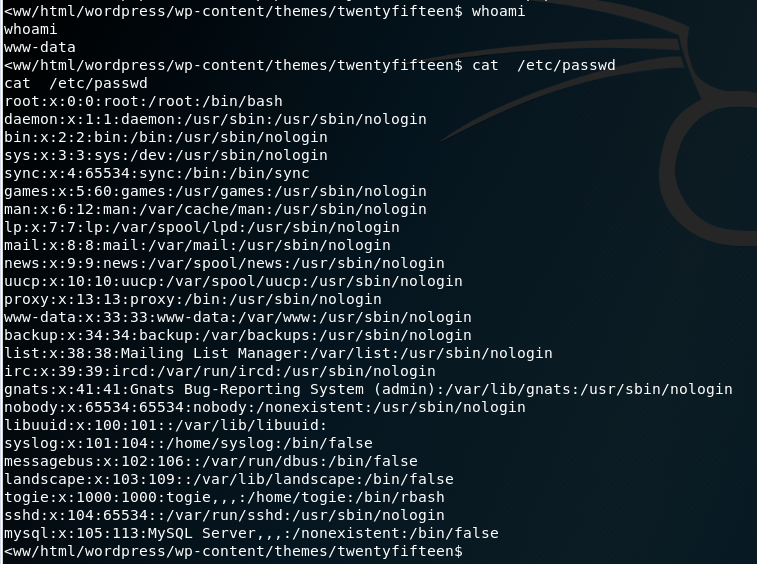 <ww/html/wordpress/wp-content/themes/twentyfifteen$ whoami
whoami
www-data
<ww/html/wordpress/wp-content/themes/twentyfifteen$ cat  /etc/passwd
cat  /etc/passwd
root:x:0:0:root:/root:/bin/bash
daemon:x:1:1:daemon:/usr/sbin:/usr/sbin/nologin
bin:x:2:2:bin:/bin:/usr/sbin/nologin
sys:x:3:3:sys:/dev:/usr/sbin/nologin
sync:x:4:65534:sync:/bin:/bin/sync
games:x:5:60:games:/usr/games:/usr/sbin/nologin
man:x:6:12:man:/var/cache/man:/usr/sbin/nologin
lp:x:7:7:lp:/var/spool/lpd:/usr/sbin/nologin
mail:x:8:8:mail:/var/mail:/usr/sbin/nologin
news:x:9:9:news:/var/spool/news:/usr/sbin/nologin
uucp:x:10:10:uucp:/var/spool/uucp:/usr/sbin/nologin
proxy:x:13:13:proxy:/bin:/usr/sbin/nologin
www-data:x:33:33:www-data:/var/www:/usr/sbin/nologin
backup:x:34:34:backup:/var/backups:/usr/sbin/nologin
list:x:38:38:Mailing List Manager:/var/list:/usr/sbin/nologin
irc:x:39:39:ircd:/var/run/ircd:/usr/sbin/nologin
gnats:x:41:41:Gnats Bug-Reporting System (admin):/var/lib/gnats:/usr/sbin/nologin
nobody:x:65534:65534:nobody:/nonexistent:/usr/sbin/nologin
libuuid:x:100:101::/var/lib/libuuid:
syslog:x:101:104::/home/syslog:/bin/false
messagebus:x:102:106::/var/run/dbus:/bin/false
landscape:x:103:109::/var/lib/landscape:/bin/false
togie:x:1000:1000:togie,,,:/home/togie:/bin/rbash
sshd:x:104:65534::/var/run/sshd:/usr/sbin/nologin
mysql:x:105:113:MySQL Server,,,:/nonexistent:/bin/false
<ww/html/wordpress/wp-content/themes/twentyfifteen$